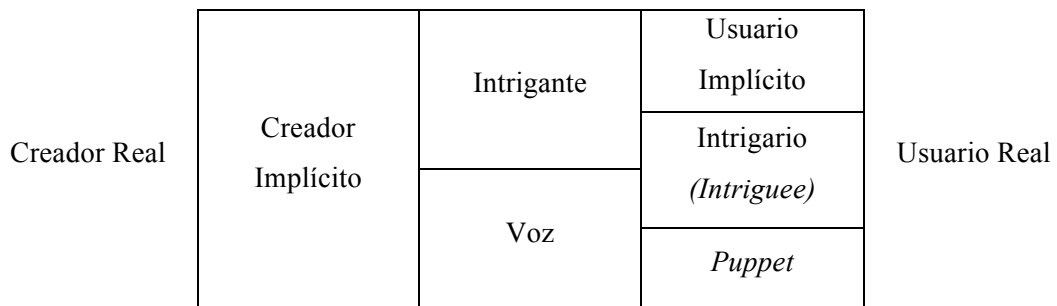 Creador Real
Creador
Implícito
Intrigante
Voz
Usuario
Implícito
Intrigario
(Intriguee)
Puppet
Usuario Real